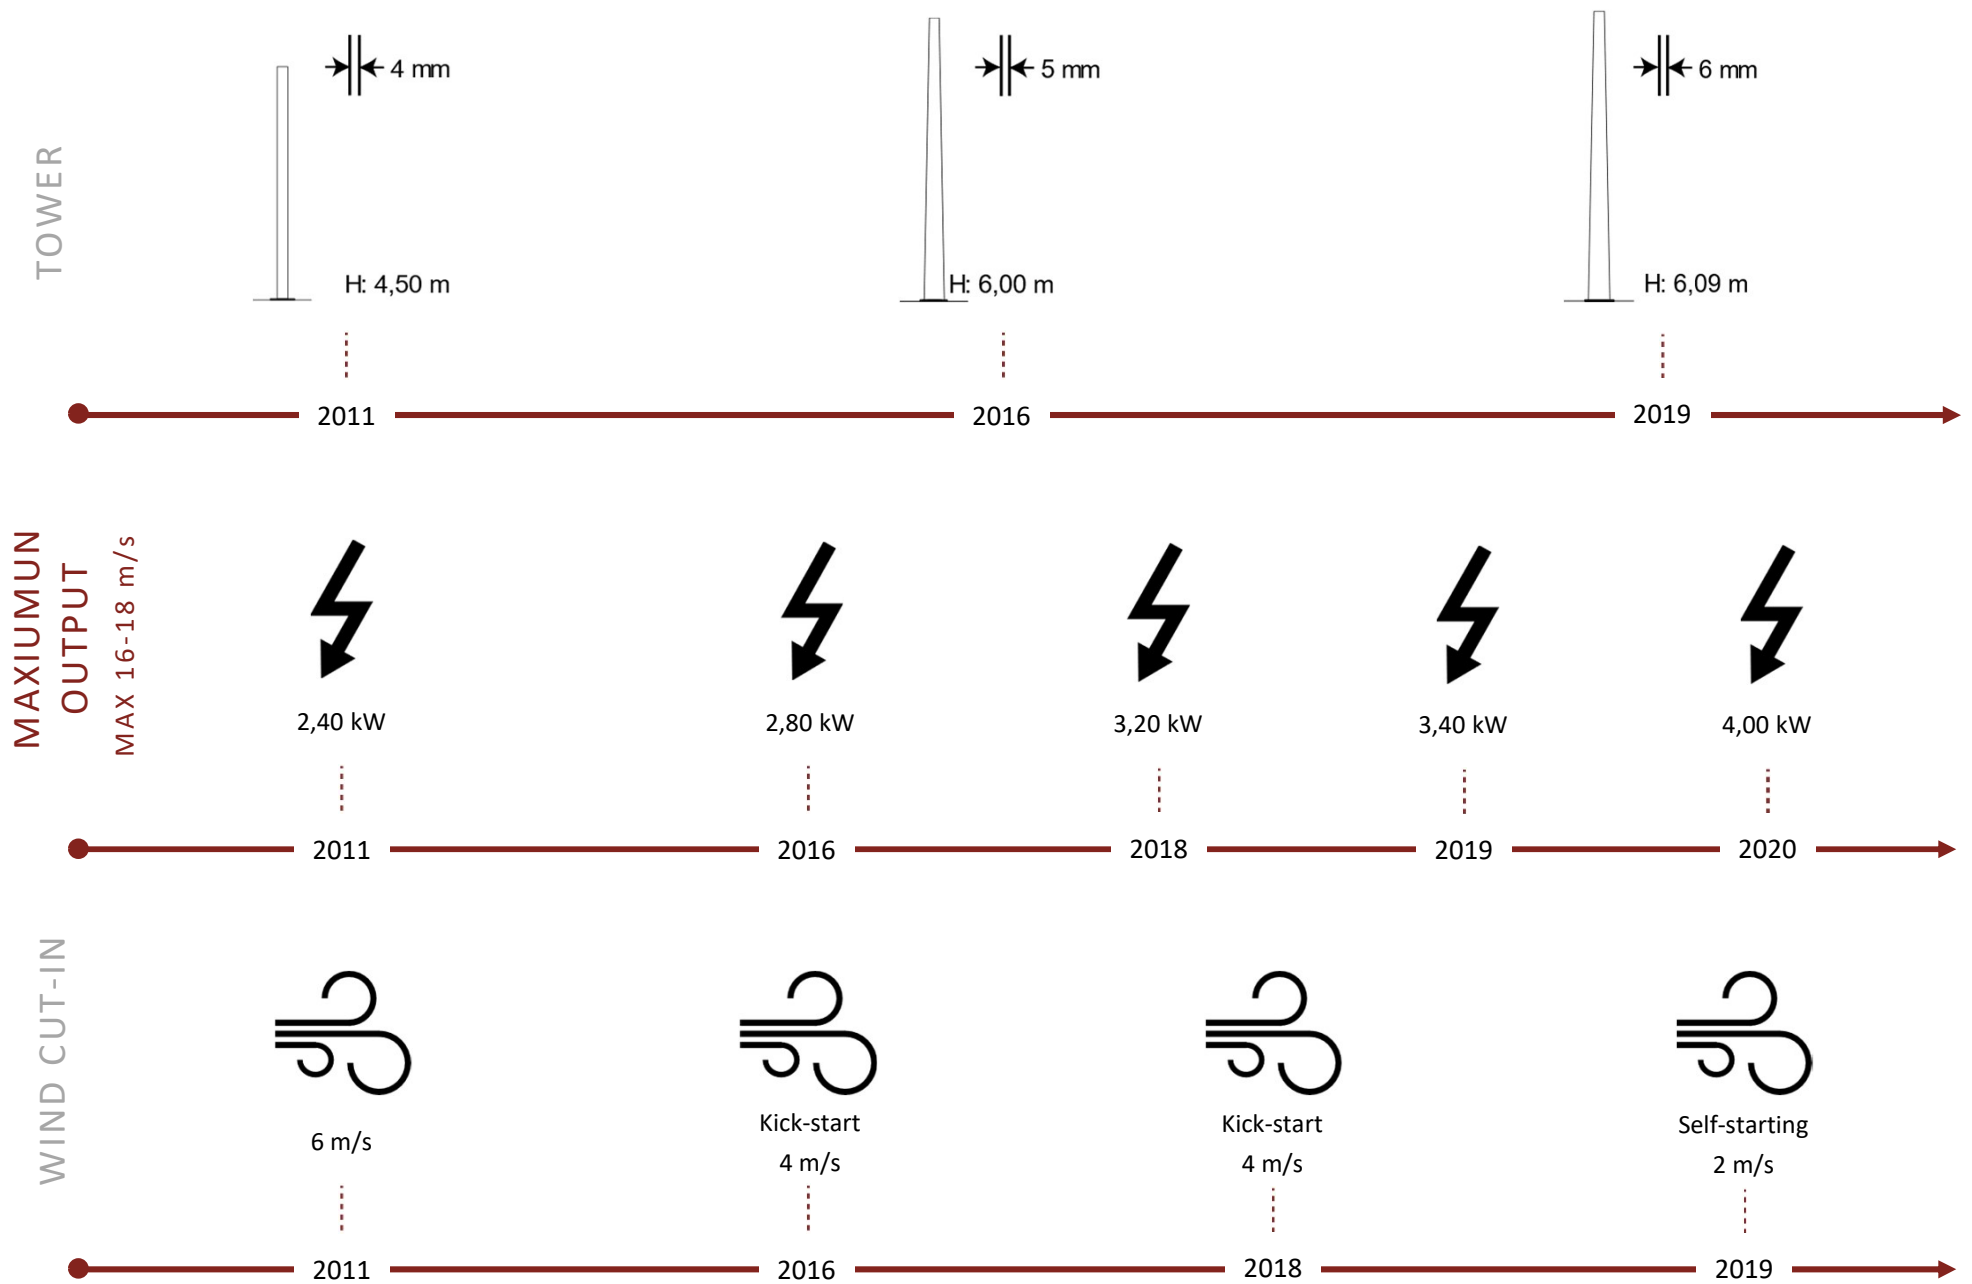 TOWER
4 mm
5 mm
6 mm
H: 4,50 m
H: 6,00 m
H: 6,09 m
2011
2016
2019
MAXIUMUN
OUTPUT
MAX 16-18 m/s
2,40 kW
2,80 kW
3,20 kW
3,40 kW
4,00 kW
2011
2016
2018
2019
2020
WIND CUT-IN
6 m/s
Kick-start
4 m/s
Kick-start
4 m/s
Self-starting
2 m/s
2011
2016
2018
2019